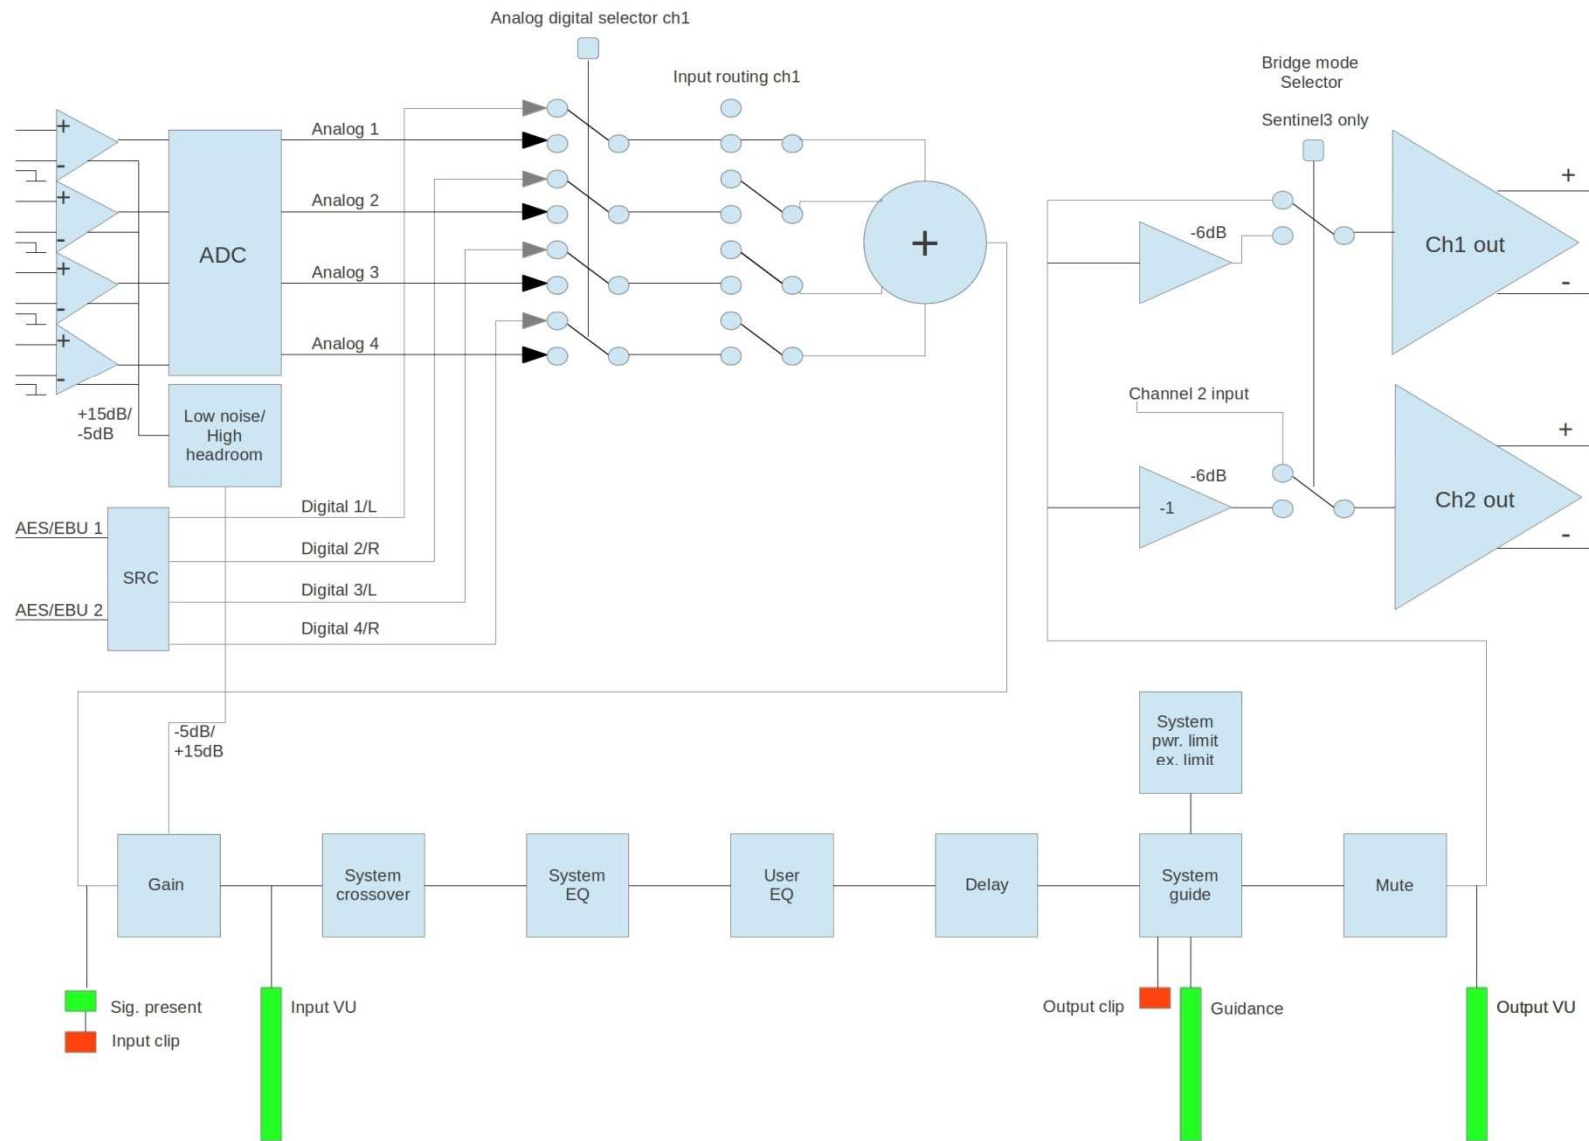 Analog digital selector ch1
Input routing ch1
Bridge mode
Selector
Sentinel3 only
+
-
+
-
+
-
+
-
ADC
Analog 1
Analog 2
Analog 3
Analog 4
+
-6dB
Ch1 out
+
-
+15dB/
-5dB
Low noise/
High
headroom
Channel 2 input
-6dB
-1
Ch2 out
+
-
AES/EBU 1
AES/EBU 2
SRC
Digital 1/L
Digital 2/R
Digital 3/L
Digital 4/R
-5dB/
+15dB
System
pwr. limit
ex. limit
Gain
System
crossover
System
EQ
User
EQ
Delay
System
guide
Mute
Sig. present
Input clip
Input VU
Output clip
Guidance
Output VU